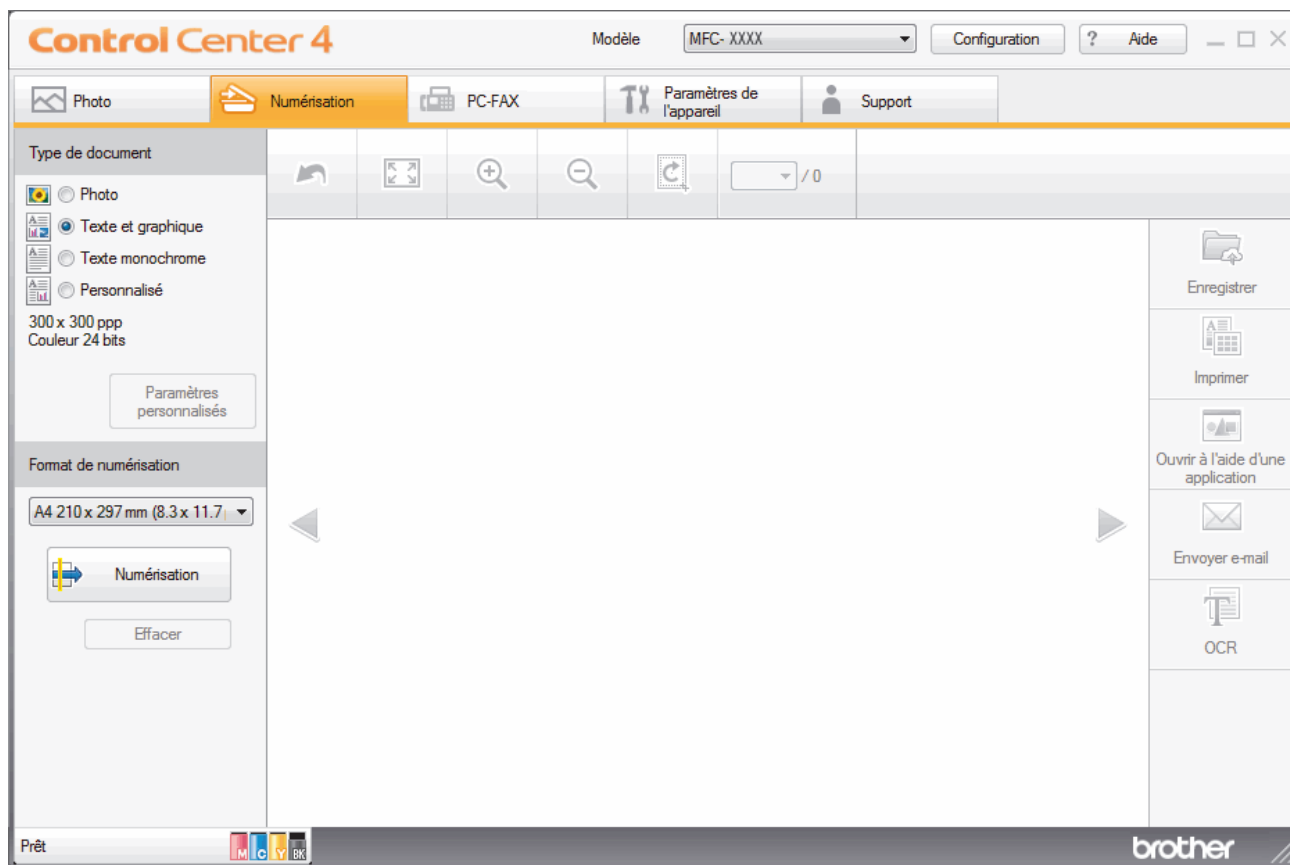 Control Center 4
Modèle
MFC- XXXX
Configuration
? Aide
Photo
Numérisation
PC-FAX
Paramètres de
l'appareil
Support
Type de document
Photo
Texte et graphique
Texte monochrome
Personnalisé
300 x 300 ppp
Couleur 24 bits
Paramètres
personnalisés
Format de numérisation
A4 210 x 297 mm (8.3 x 11.7
Numérisation
Effacer
/ 0
Enregistrer
Imprimer
Ouvrir à l'aide d'une
application
Envoyer e-mail
OCR
Prêt
M C Y BK
brother